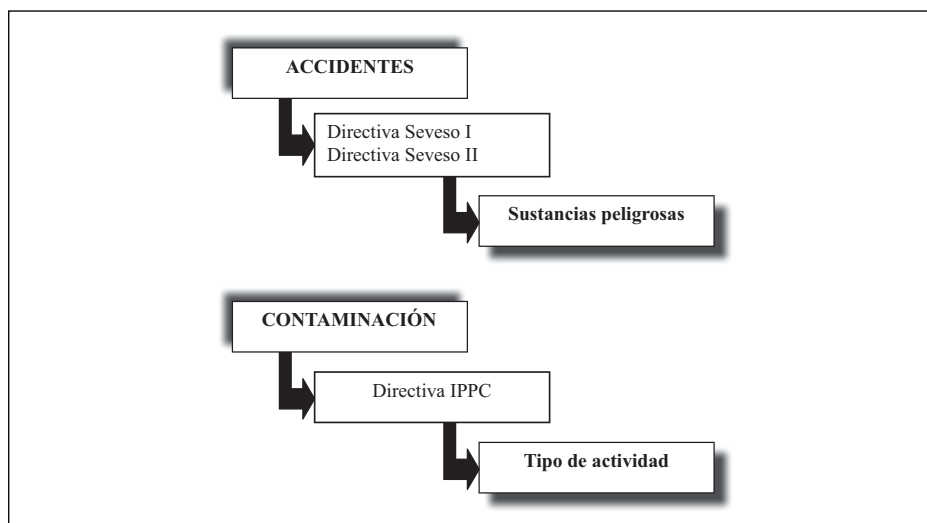 ACCIDENTES
Directiva Seveso I
Directiva Seveso II
Sustancias peligrosas
CONTAMINACIÓN
Directiva IPPC
Tipo de actividad